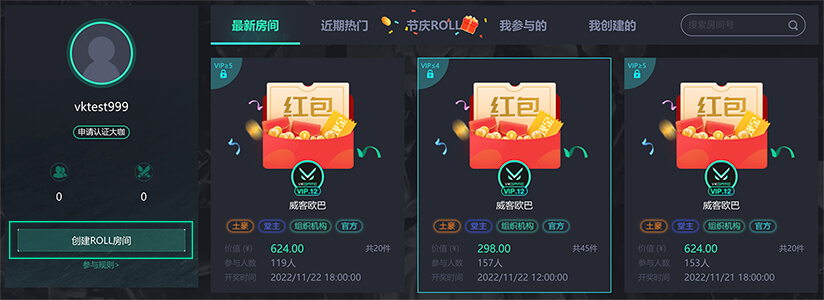 最新房间
近期热门
节庆ROLL
我参与的
我创建的
搜索房间号
vktest999
申请认证大咖
0
0
创建ROLL房间
参与规则>
VIP≥5
红包
VIP.12
威客欧巴
土豪 堂主 组织机构 官方
价值 (¥) 624.00 共20件
参与人数 119人
开奖时间 2022/11/22 18:00:00
VIP≤4
红包
VIP.12
威客欧巴
土豪 堂主 组织机构 官方
价值 (¥) 298.00 共45件
参与人数 157人
开奖时间 2022/11/22 12:00:00
VIP≥5
红包
VIP.12
威客欧巴
土豪 堂主 组织机构 官方
价值 (¥) 624.00 共20件
参与人数 153人
开奖时间 2022/11/21 18:00:00